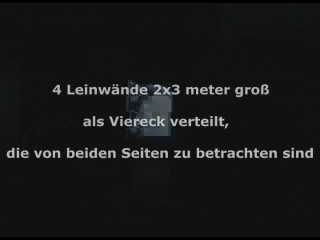 4 Leinwände 2x3 meter groß
als Viereck verteilt,
die von beiden Seiten zu betrachten sind